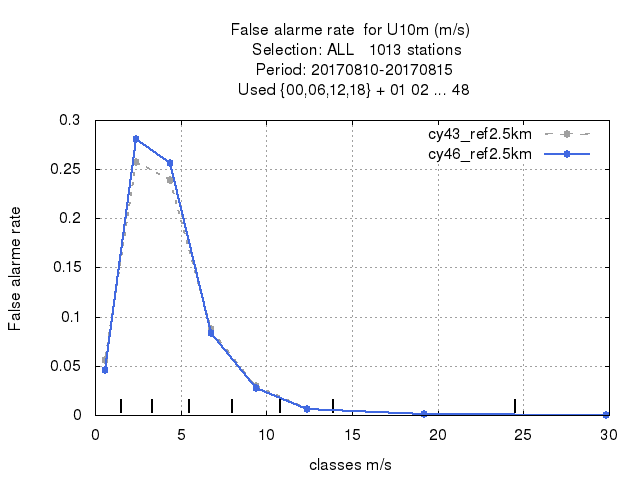 False alarme rate  for U10m (m/s)
Selection: ALL   1013 stations
Period: 20170810-20170815
Used {00,06,12,18} + 01 02 ... 48
cy43_ref2.5km
cy46_ref2.5km
False alarme rate
0.3
0.25
0.2
0.15
0.1
0.05
0
0 5 10 15 20 25 30
classes m/s